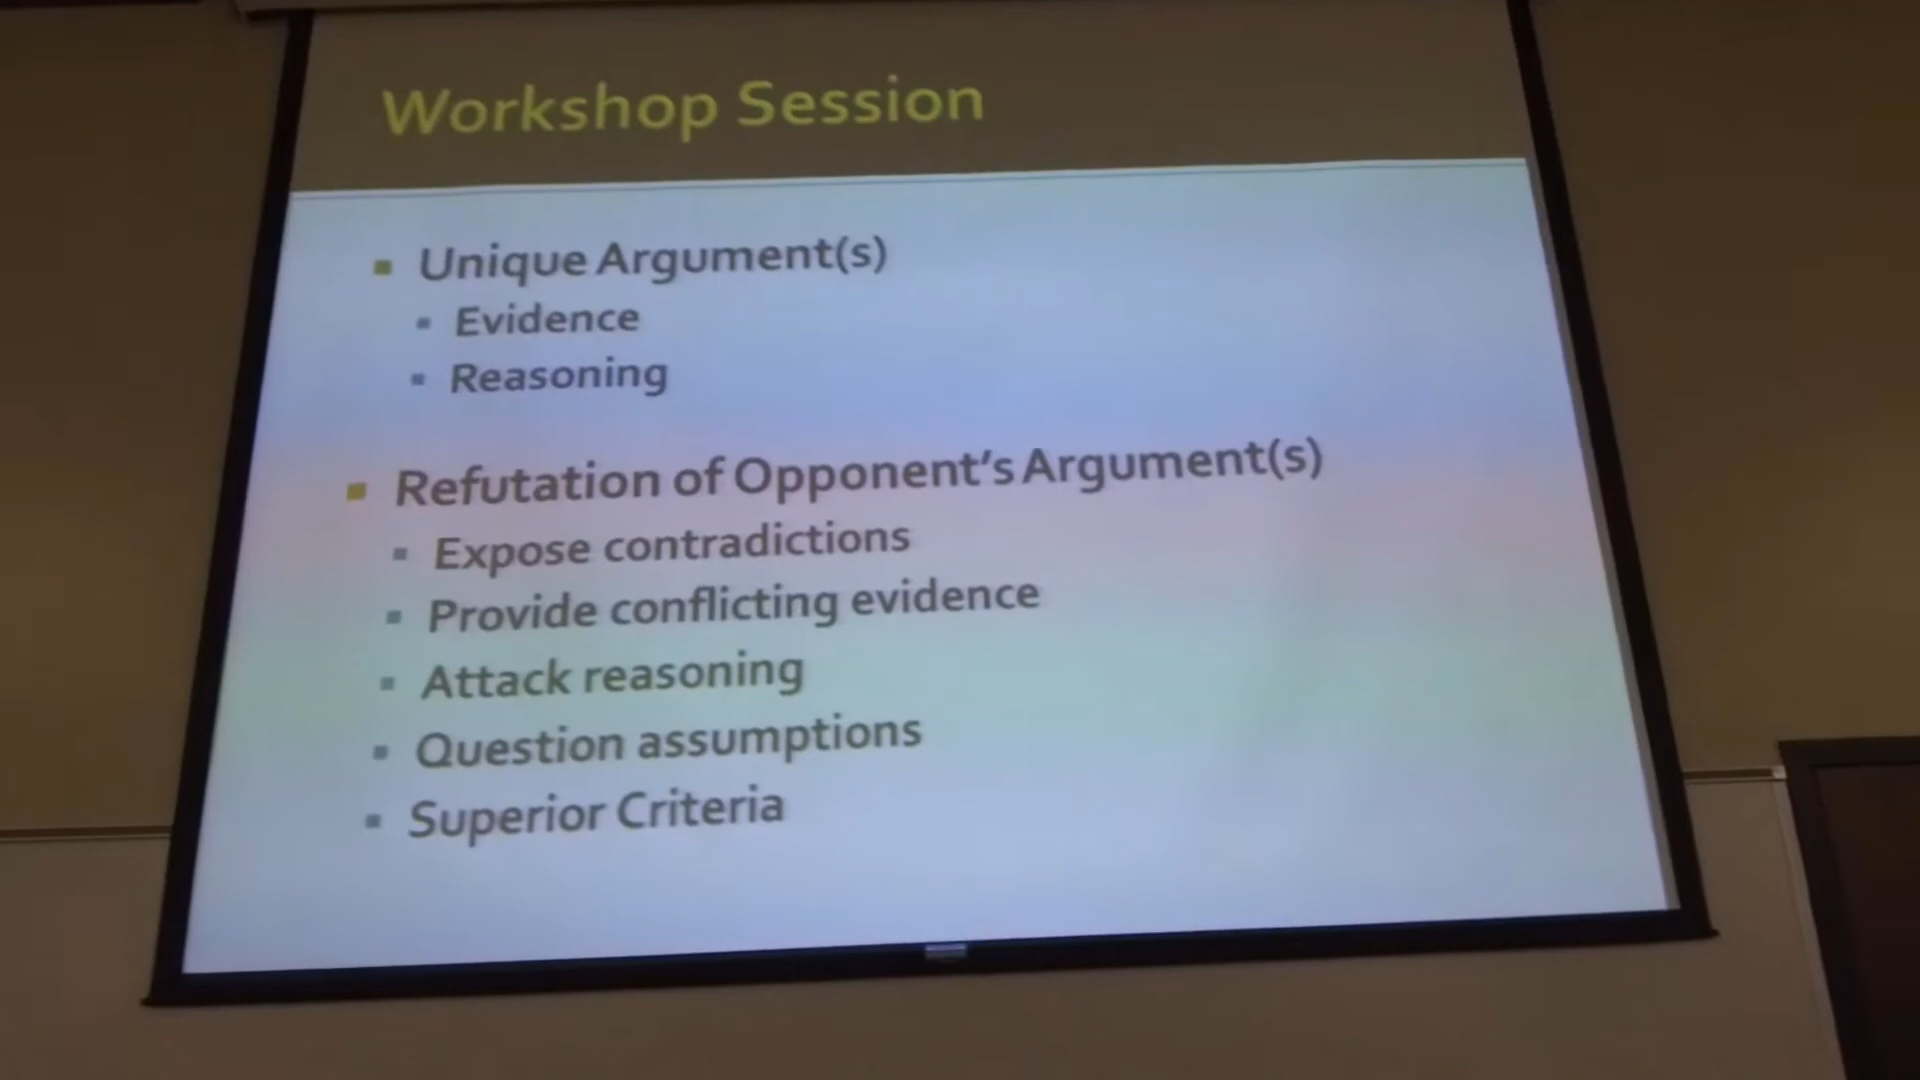 Workshop Session
Unique Argument(s)
Evidence
Reasoning
Refutation of Opponent's Argument(s)
Expose contradictions
Provide conflicting evidence
Attack reasoning
Question assumptions
Superior Criteria